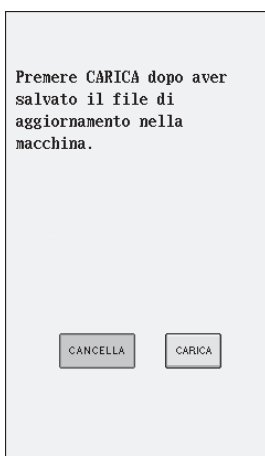 Premere CARICA dopo aver
salvato il file di
aggiornamento nella
macchina.
CANCELLA CARICA